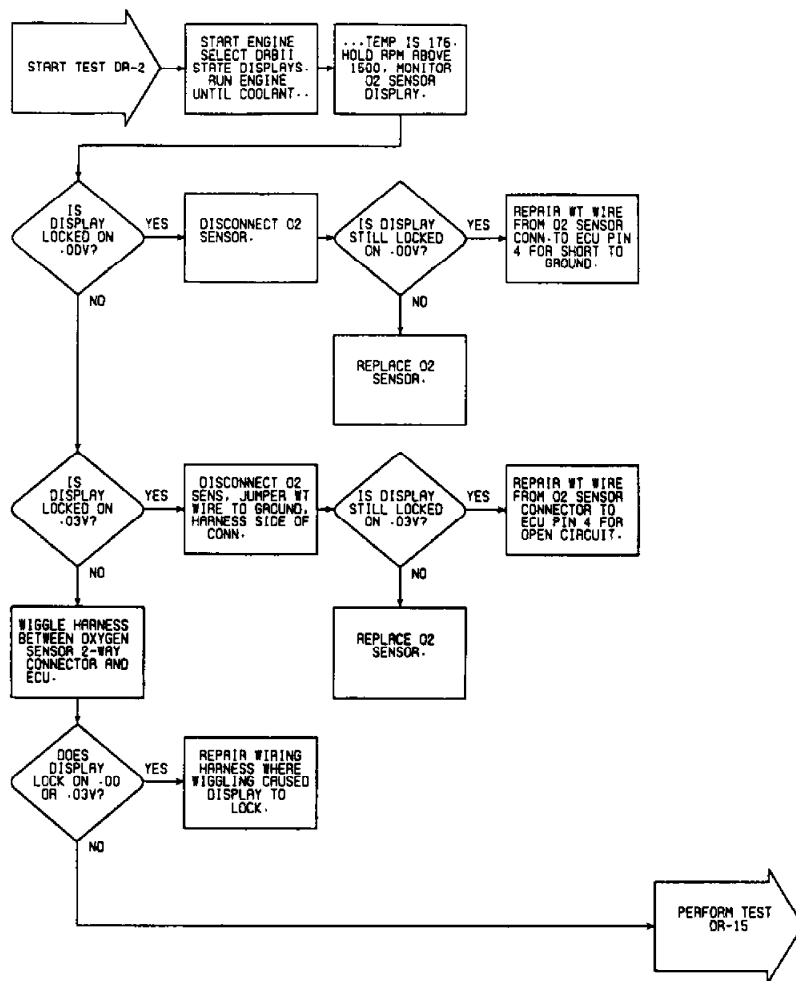 START TEST DR-2
START ENGINE
SELECT DRBII
STATE DISPLAYS.
RUN ENGINE
UNTIL COOLANT..
...TEMP IS 176.
HOLD RPM ABOVE
1500, MONITOR
O2 SENSOR
DISPLAY.
IS
DISPLAY
LOCKED ON
.00V?
YES
DISCONNECT O2
SENSOR.
IS DISPLAY
STILL LOCKED
ON .00V?
YES
REPAIR WT WIRE
FROM O2 SENSOR
CONN.TO ECU PIN
4 FOR SHORT TO
GROUND.
NO
NO
REPLACE O2
SENSOR.
IS
DISPLAY
LOCKED ON
.03V?
YES
DISCONNECT O2
SENS, JUMPER WT
WIRE TO GROUND,
HARNESS SIDE OF
CONN.
IS DISPLAY
STILL LOCKED
ON .03V?
YES
REPAIR WT WIRE
FROM O2 SENSOR
CONNECTOR TO
ECU PIN 4 FOR
OPEN CIRCUIT.
NO
NO
WIGGLE HARNESS
BETWEEN OXYGEN
SENSOR 2-WAY
CONNECTOR AND
ECU.
REPLACE O2
SENSOR.
DOES
DISPLAY
LOCK ON .00
OR .03V?
YES
REPAIR WIRING
HARNESS WHERE
WIGGLING CAUSED
DISPLAY TO
LOCK.
NO
PERFORM TEST
DR-15